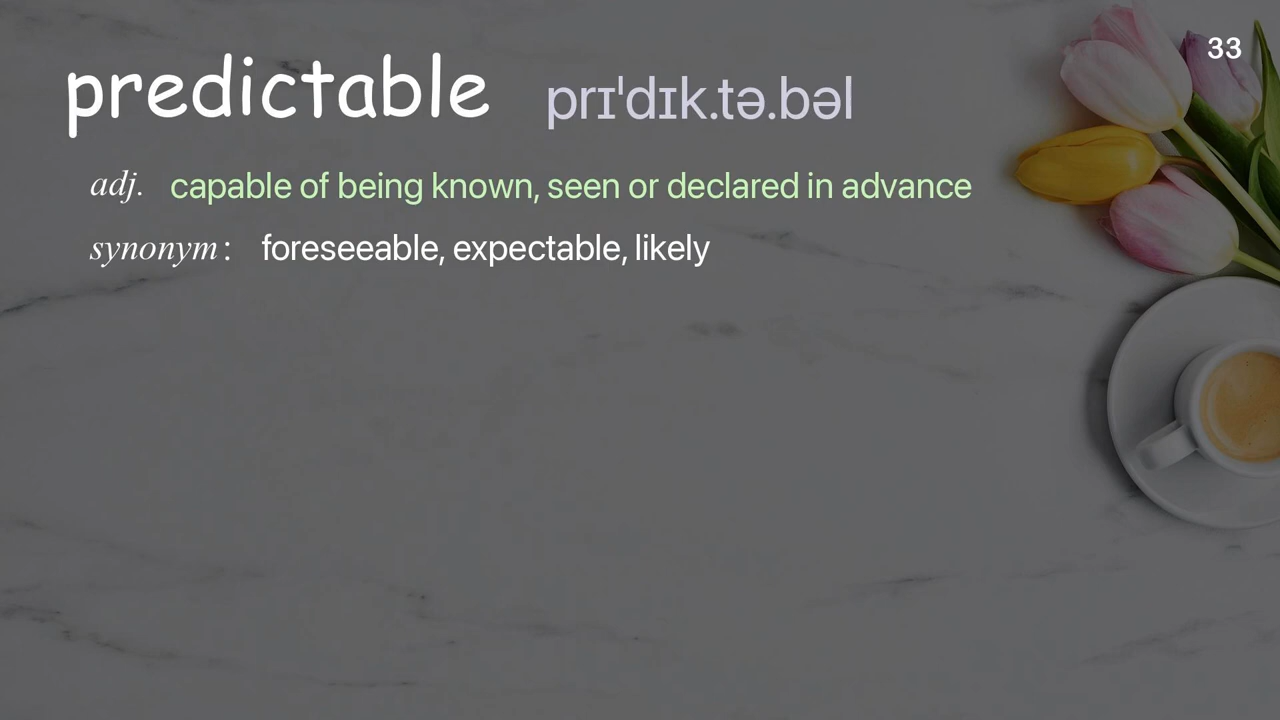 33
predictable prɪˈdɪk.tə.bəl
adj. capable of being known, seen or declared in advance
synonym: foreseeable, expectable, likely